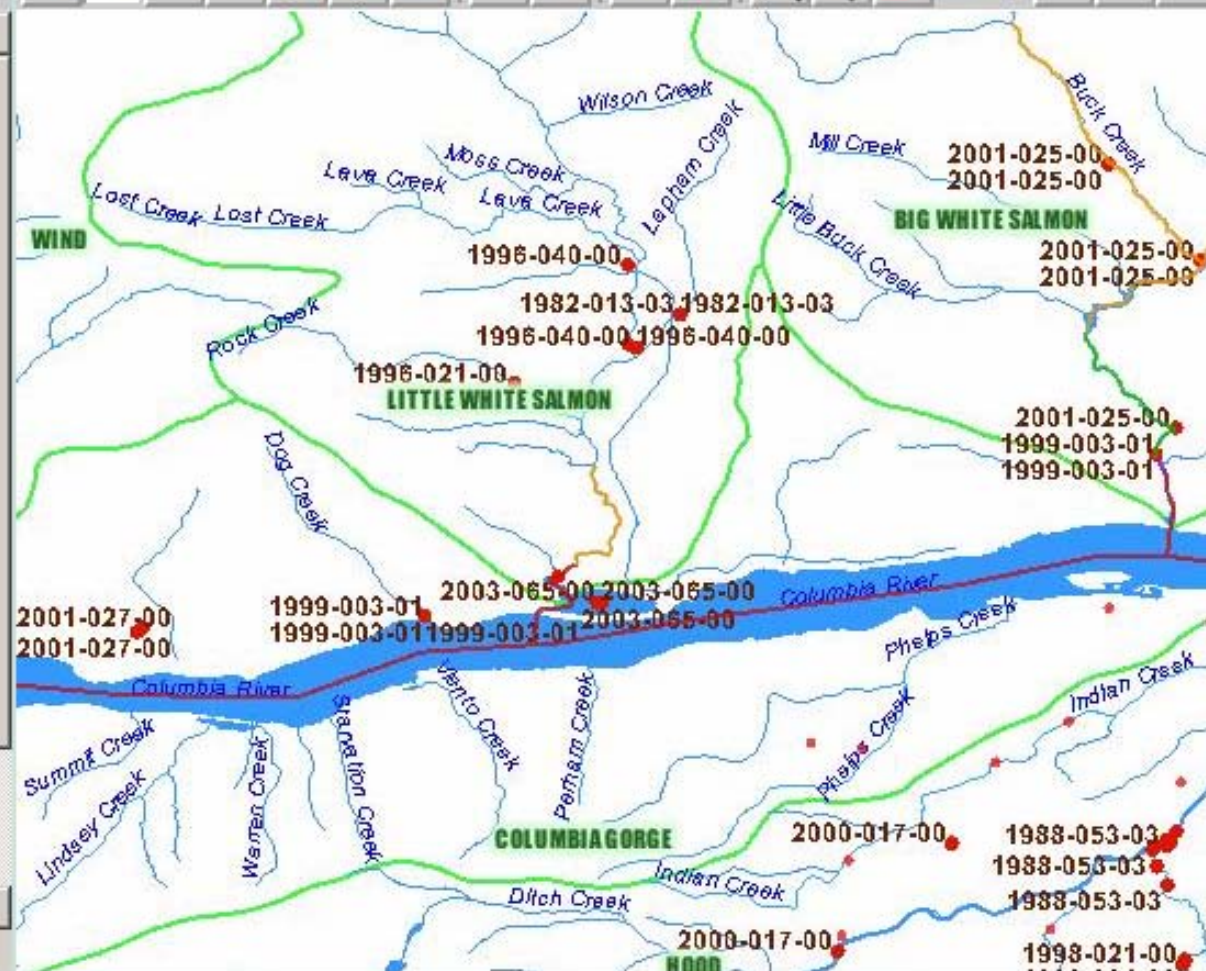 Wilson Creek
Buck Creek
Lapham Creek
Mill Creek
2001-025-00
2001-025-00
Moss Creek
Lava Creek
Lava Creek
Lost Creek Lost Creek
Little Buck Creek
BIG WHITE SALMON
WIND
1996-040-00
2001-025-00
2001-025-00
1982-013-03 1982-013-03
Rock Creek
1996-040-00 1996-040-00
1996-021-00
LITTLE WHITE SALMON
2001-025-00
1999-003-01
1999-003-01
Dog Creek
2003-065-00 2003-065-00
Columbia River
1999-003-01
2003-065-00
2001-027-00
1999-003-011999-003-01
2001-027-00
Phelps Creek
Columbia River
Viento Creek
Perham Creek
Indian Creek
Starvation Creek
Summit Creek
Phelps Creek
Lindsey Creek
Warren Creek
COLUMBIA GORGE
2000-017-00
1988-053-03
1988-053-03
Indian Creek
Ditch Creek
1988-053-03
2000-017-00
1998-021-00
HOOD